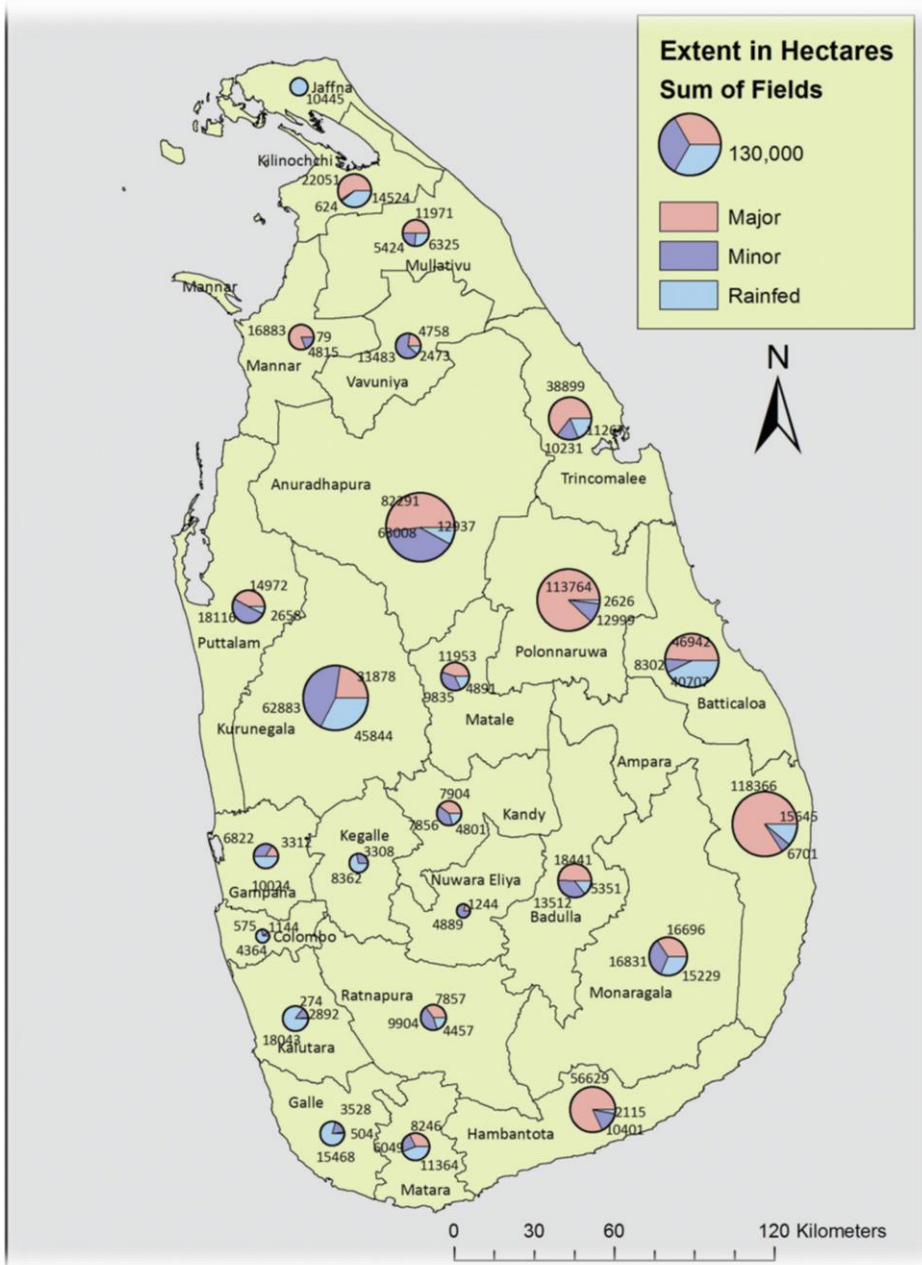 Extent in Hectares
Sum of Fields
130,000
Major
Minor
Rainfed
N
Jaffna
10445
Kilinochchi
22051
624 14524
11971
5424 6325
Mullativu
Mannar
16883 79
4815
Mannar
4758
13483 2473
Vavuniya
38899
10231
Trincomalee
Anuradhapura
82291
63008 12937
14972
18116 2658
Puttalam
113764
2626
12999
Polonnaruwa
46942
8302
40707
Batticaloa
11953
9835 4891
Matale
31878
62883
45844
Kurunegala
Ampara
118366
15645
6701
7904
7856 4801
Kandy
Kegalle
3308
8362
6822 3312
10024
Gampaha
Nuwara Eliya
1244
4889
18441
5351
13512
Badulla
575 1144
4364
Colombo
16696
16831
15229
Monaragala
Ratnapura
7857
9904 4457
274
2892
18043
Kalutara
56629
2115
10401
Hambantota
Galle
3528
504
15468
8246
6049
11364
Matara
0 30 60 120 Kilometers